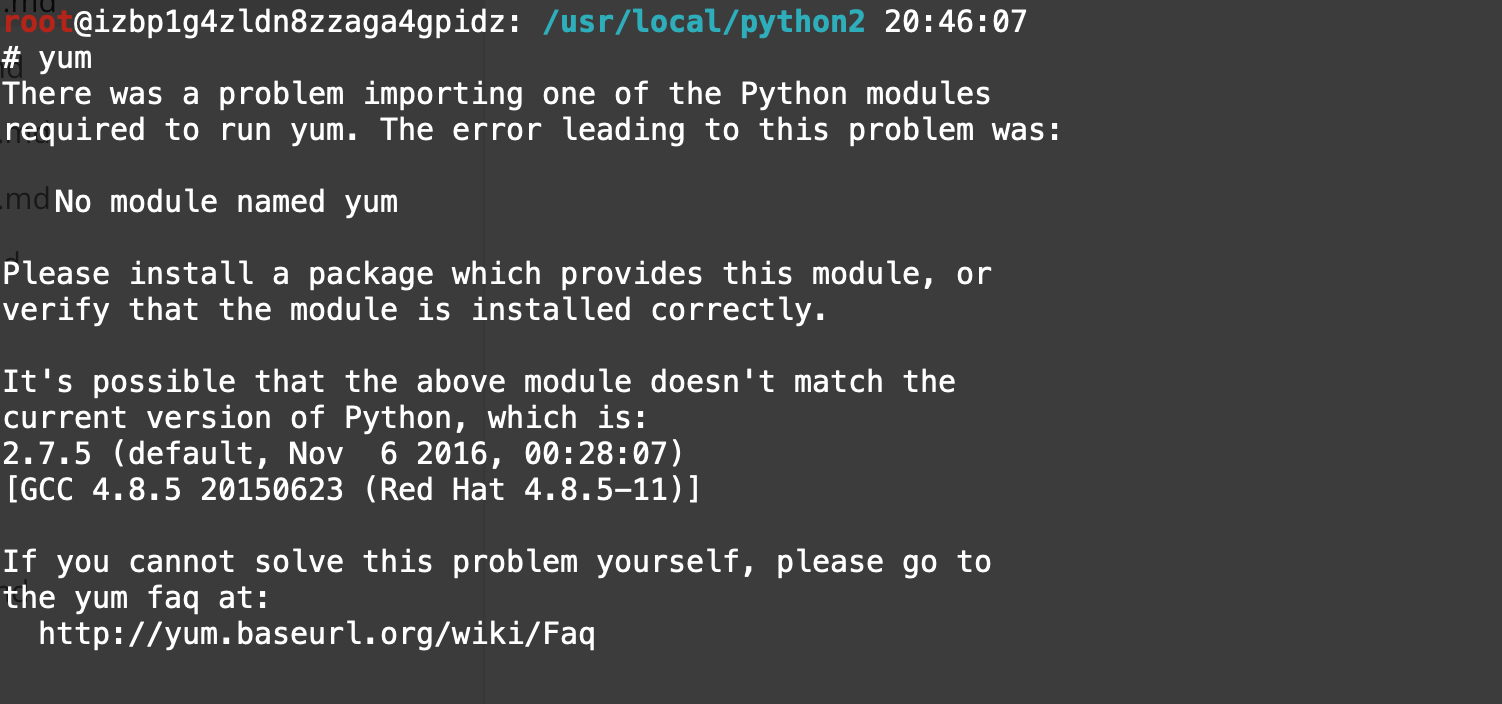 .md
root@izbp1g4zldn8zzaga4gpidz: /usr/local/python2 20:46:07
# yum
There was a problem importing one of the Python modules
required to run yum. The error leading to this problem was:
.md No module named yum
Please install a package which provides this module, or
verify that the module is installed correctly.
It's possible that the above module doesn't match the
current version of Python, which is:
2.7.5 (default, Nov  6 2016, 00:28:07)
[GCC 4.8.5 20150623 (Red Hat 4.8.5-11)]
If you cannot solve this problem yourself, please go to
the yum faq at:
http://yum.baseurl.org/wiki/Faq